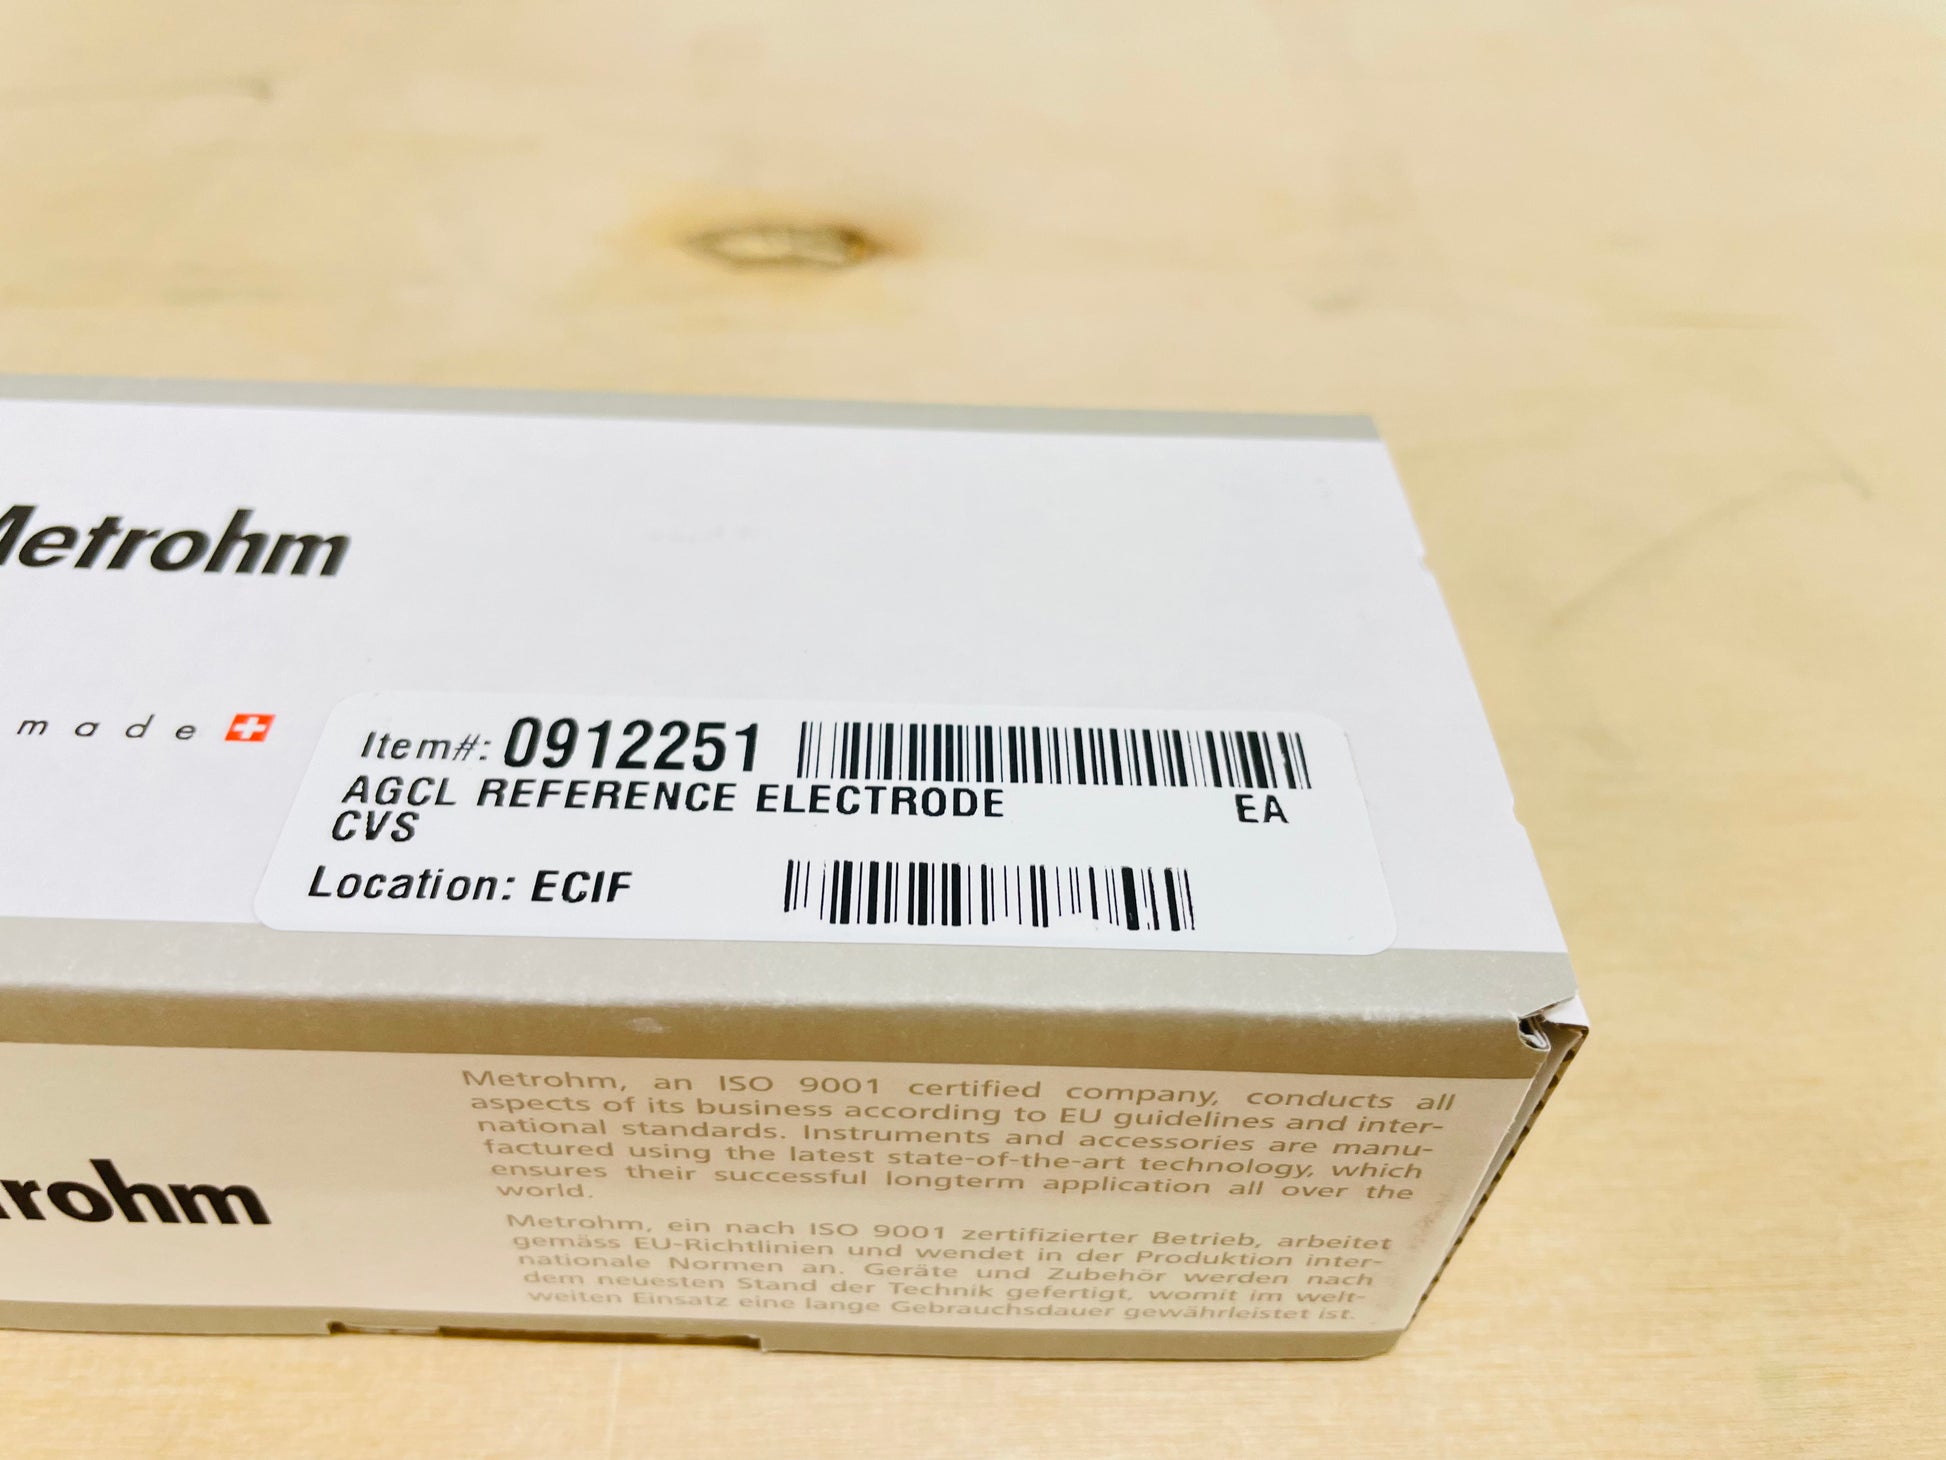 Metrohm
made
Item#: 0912251
AGCL REFERENCE ELECTRODE EA
CVS
Location: ECIF
Metrohm, an ISO 9001 certified company, conducts all
aspects of its business according to EU guidelines and inter-
national standards. Instruments and accessories are manu-
factured using the latest state-of-the-art technology, which
ensures their successful longterm application all over the
world.
trohm
Metrohm, ein nach ISO 9001 zertifizierter Betrieb, arbeitet
gemäss EU-Richtlinien und wendet in der Produktion inter-
nationale Normen an. Geräte und Zubehör werden nach
dem neuesten Stand der Technik gefertigt, womit im welt-
weiten Einsatz eine lange Gebrauchsdauer gewährleistet ist.